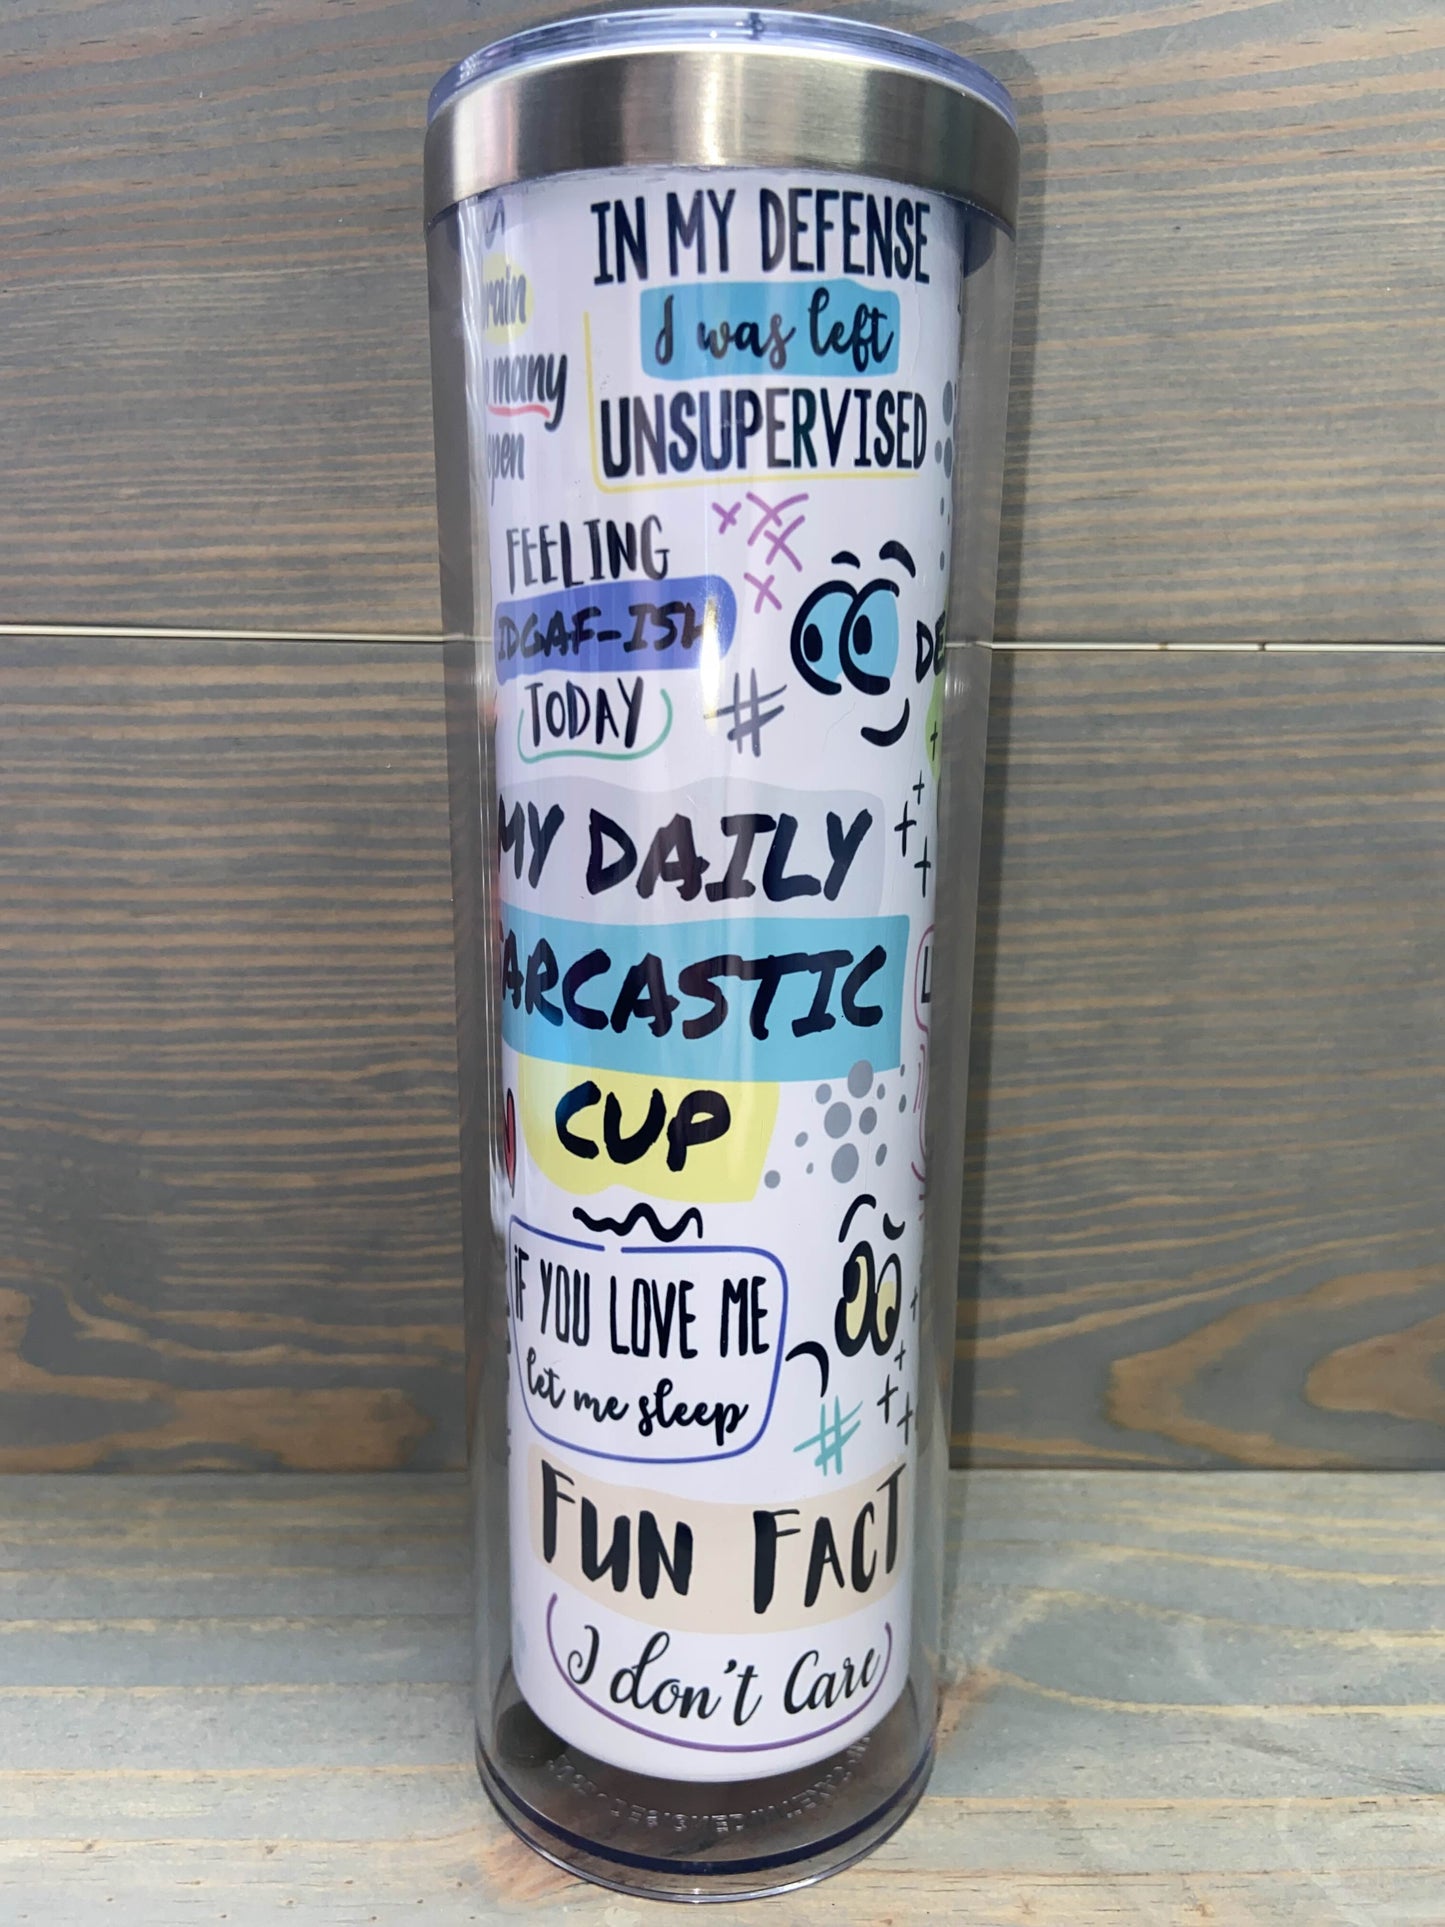 many
IN MY DEFENSE
I was left
UNSUPERVISED
FEELING
IDGAF-ISH
TODAY
MY DAILY
SARCASTIC
CUP
IF YOU LOVE ME
let me sleep
FUN FACT
I don't Care